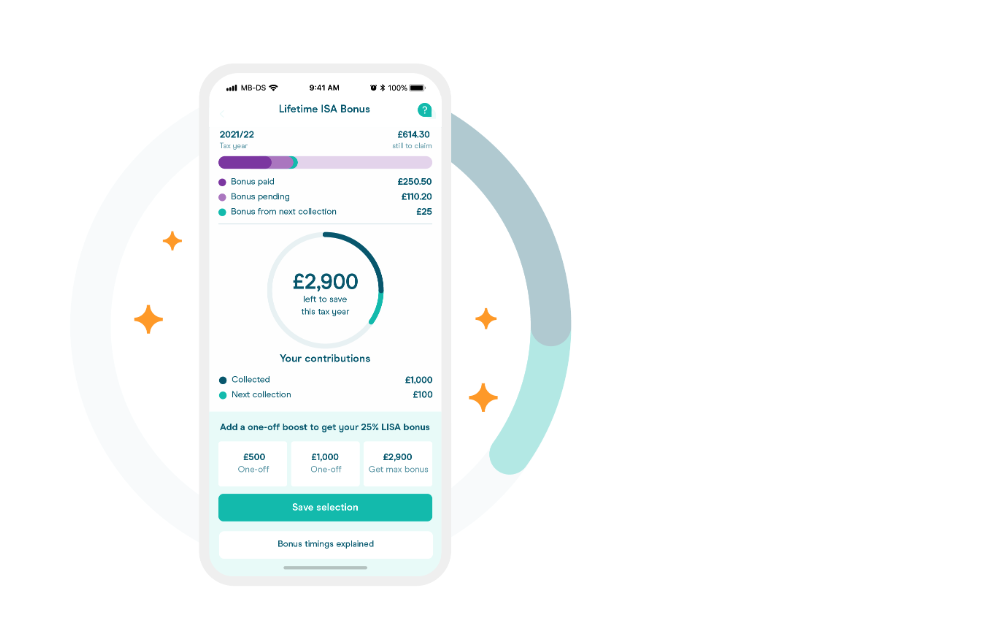 MB-DS 9:41 AM 100%
Lifetime ISA Bonus ?
2021/22 £614.30
Tax year still to claim
Bonus paid £250.50
Bonus pending £110.20
Bonus from next collection £25
£2,900
left to save
this tax year
Your contributions
Collected £1,000
Next collection £100
Add a one-off boost to get your 25% LISA bonus
£500 £1,000 £2,900
One-off One-off Get max bonus
Save selection
Bonus timings explained